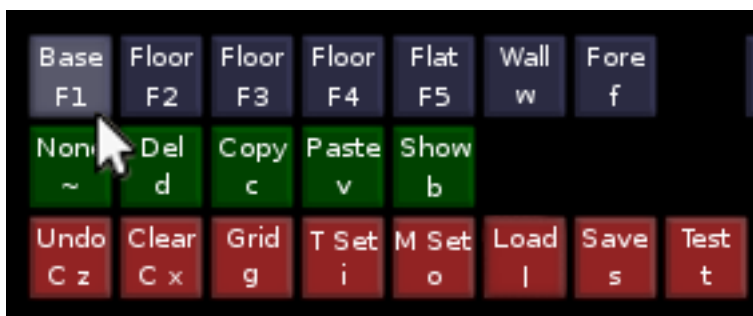 Base Floor Floor Floor Flat Wall Fore
F1 F2 F3 F4 F5 w f
None Del Copy Paste Show
~ d c v b
Undo Clear Grid T Set M Set Load Save Test
C z C x g i o l s t